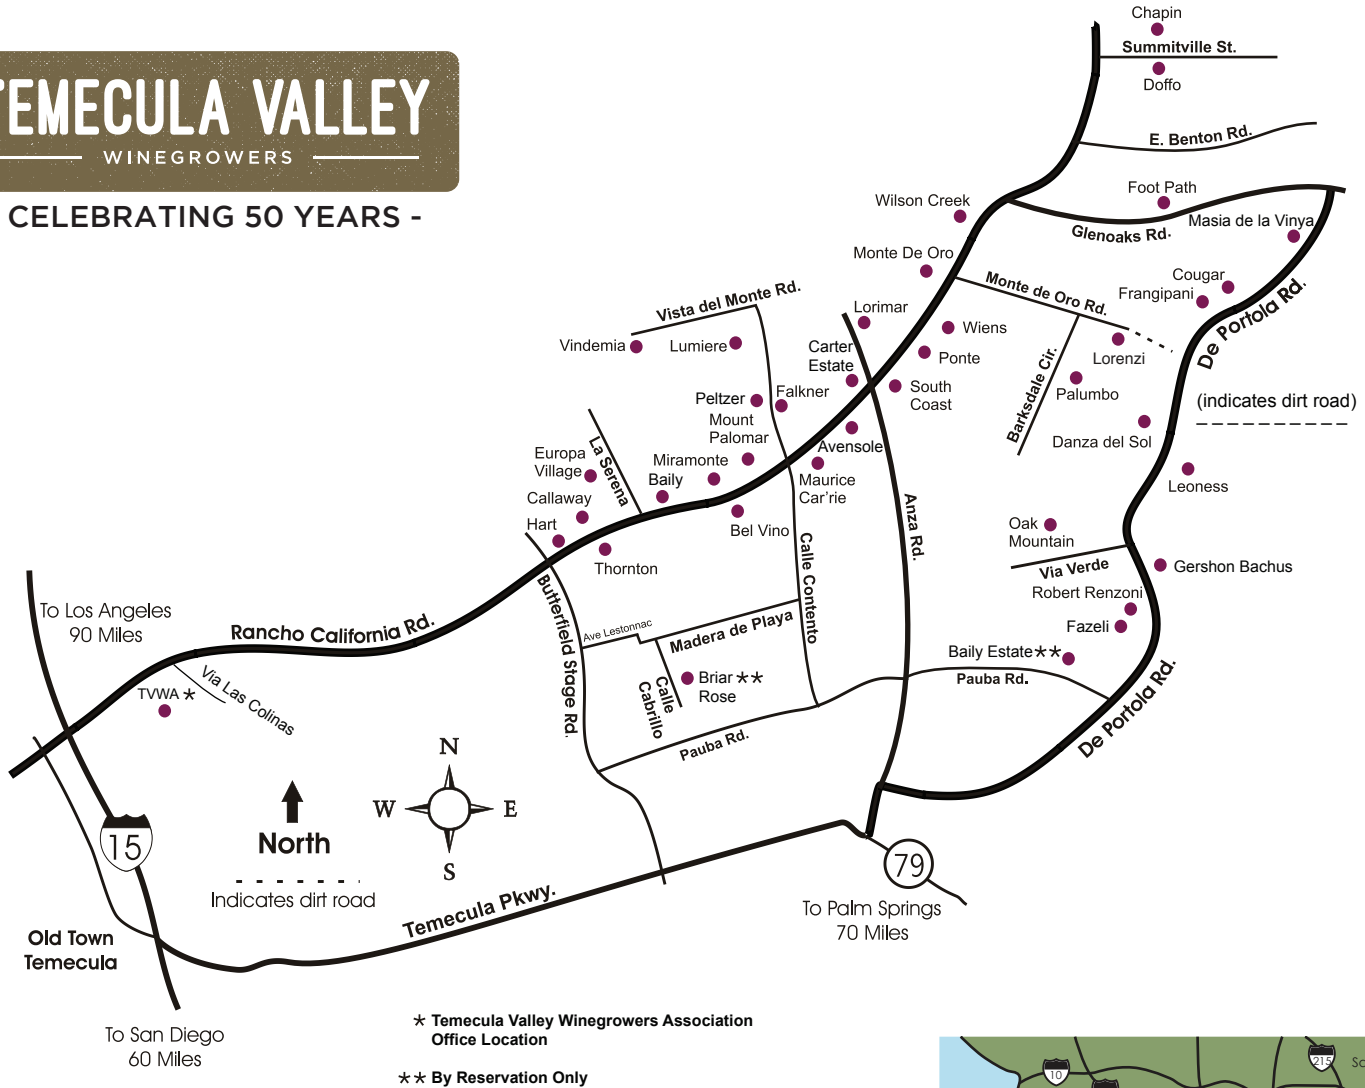 TEMECULA VALLEY
WINEGROWERS
CELEBRATING 50 YEARS -
Chapin
Summitville St.
Doffo
E. Benton Rd.
Foot Path
Wilson Creek
Glenoaks Rd.
Masia de la Vinya
Monte De Oro
Monte de Oro Rd.
Cougar
Frangipani
De Portola Rd.
Vista del Monte Rd.
Lorimar
Wiens
Vindemia
Lumiere
Carter
Estate
Ponte
Lorenzi
Barksdale Cir.
South
Coast
Palumbo
(indicates dirt road)
Peltzer
Falkner
Mount
Palomar
Danza del Sol
Avensole
La Serena
Europa
Village
Miramonte
Baily
Maurice
Car'rie
Leoness
Callaway
Hart
Bel Vino
Anza Rd.
Oak
Mountain
Thornton
Calle Contento
Via Verde
Gershon Bachus
Butterfield Stage Rd.
Robert Renzoni
To Los Angeles
90 Miles
Rancho California Rd.
Ave Lestonnac
Madera de Playa
Fazeli
Baily Estate**
Via Las Colinas
TVWA *
Calle
Cabrillo
Briar **
Rose
Pauba Rd.
Pauba Rd.
De Portola Rd.
N
W
E
S
North
15
Indicates dirt road
79
Temecula Pkwy.
To Palm Springs
70 Miles
Old Town
Temecula
To San Diego
60 Miles
* Temecula Valley Winegrowers Association
Office Location
** By Reservation Only
10
215